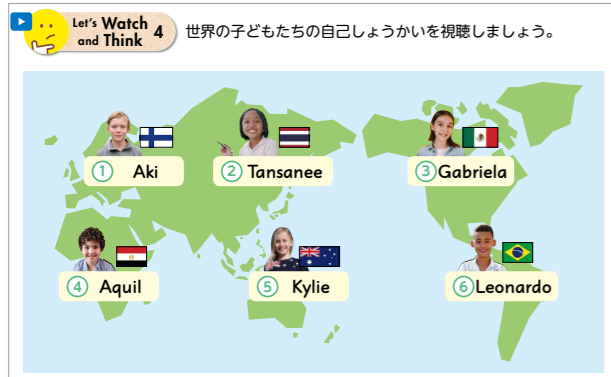 Let's Watch
and Think 4
世界の子どもたちの自己しょうかいを視聴しましょう。
① Aki
② Tansanee
③ Gabriela
④ Aquil
⑤ Kylie
⑥ Leonardo